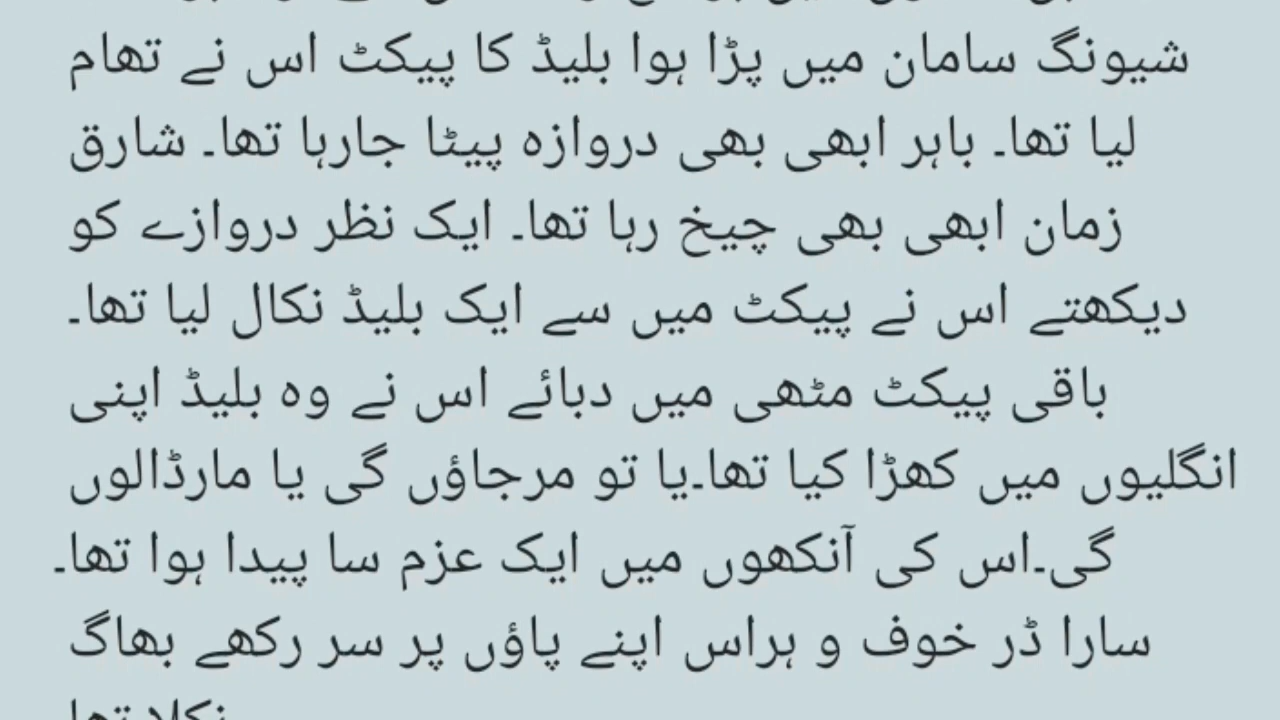 شیونگ سامان میں پڑا ہوا بلیڈ کا پیکٹ اس نے تھام
لیا تھا۔ باہر ابھی بھی دروازہ پیٹا جارہا تھا۔ شارق
زمان ابھی بھی چیخ رہا تھا۔ ایک نظر دروازے کو
دیکھتے اس نے پیکٹ میں سے ایک بلیڈ نکال لیا تھا۔
باقی پیکٹ مٹھی میں دبائے اس نے وہ بلیڈ اپنی
انگلیوں میں کھڑا کیا تھا۔یا تو مرجاؤں گی یا مارڈالوں
گی۔اس کی آنکھوں میں ایک عزم سا پیدا ہوا تھا۔
سارا ڈر خوف و ہراس اپنے پاؤں پر سر رکھے بھاگ